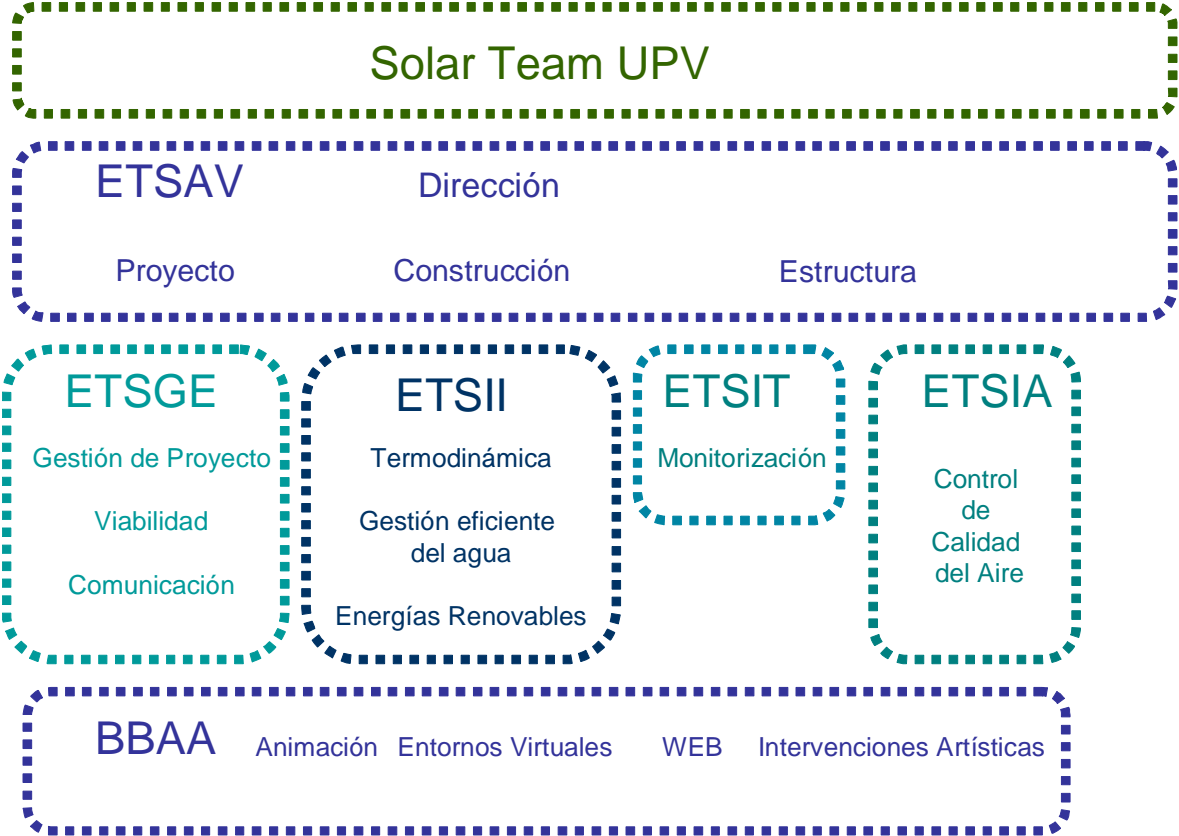 Solar Team UPV
ETSAV
Dirección
Proyecto
Construcción
Estructura
ETSGE
Gestión de Proyecto
Viabilidad
Comunicación
ETSII
Termodinámica
Gestión eficiente
del agua
Energías Renovables
ETSIT
Monitorización
ETSIA
Control
de
Calidad
del Aire
BBAA
Animación
Entornos Virtuales
WEB
Intervenciones Artísticas